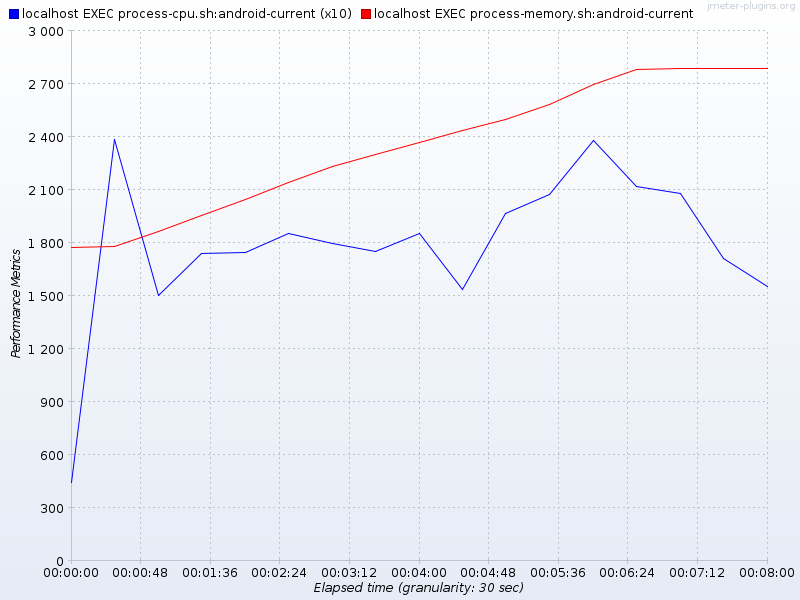 localhost EXEC process-cpu.sh:android-current (x10) localhost EXEC process-memory.sh:android-current
jmeter-plugins.org
3 000
2 700
2 400
2 100
1 800
1 500
1 200
900
600
300
0
Performance Metrics
00:00:00 00:00:48 00:01:36 00:02:24 00:03:12 00:04:00 00:04:48 00:05:36 00:06:24 00:07:12 00:08:00
Elapsed time (granularity: 30 sec)